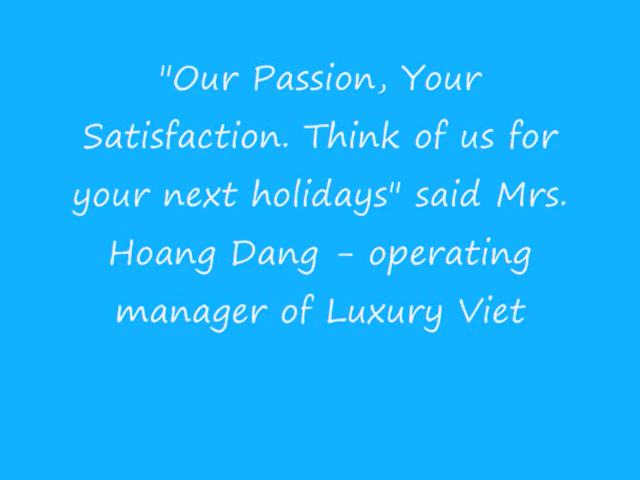 "Our Passion, Your
Satisfaction. Think of us for
your next holidays" said Mrs.
Hoang Dang - operating
manager of Luxury Viet